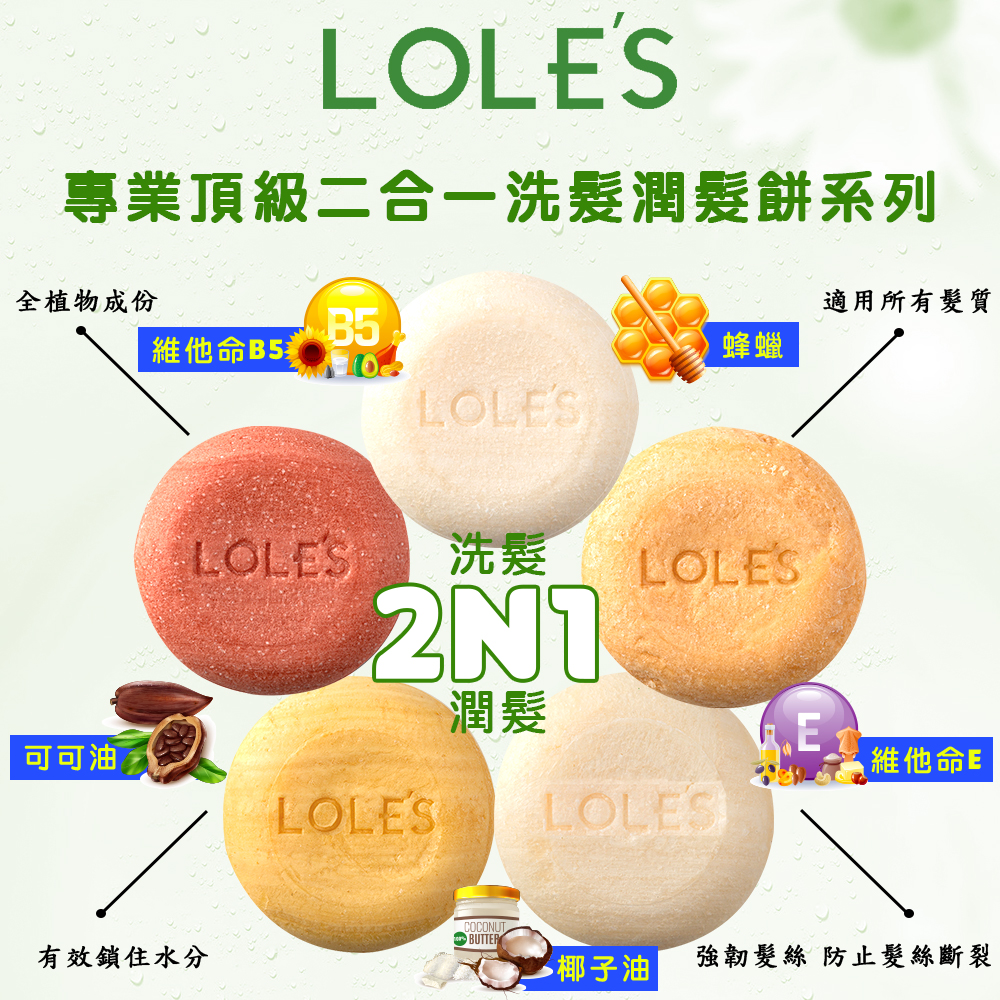 LOLE'S
專業頂級二合一洗髮潤髮餅系列
全植物成份
適用所有髮質
維他命B5
B5
蜂蠟
LOLE'S
LOLE'S
LOLE'S
洗髮
2N1
潤髮
可可油
E
維他命E
LOLE'S
LOLE'S
COCONUT
BUTTER
100%
椰子油
有效鎖住水分
強韌髮絲 防止髮絲斷裂